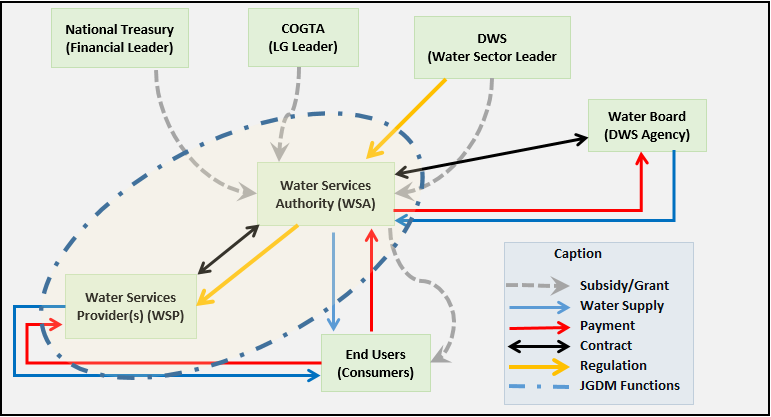 National Treasury
(Financial Leader)
COGTA
(LG Leader)
DWS
(Water Sector Leader
Water Board
(DWS Agency)
Water Services
Authority (WSA)
Water Services
Provider(s) (WSP)
End Users
(Consumers)
Caption
Subsidy/Grant
Water Supply
Payment
Contract
Regulation
JGDM Functions